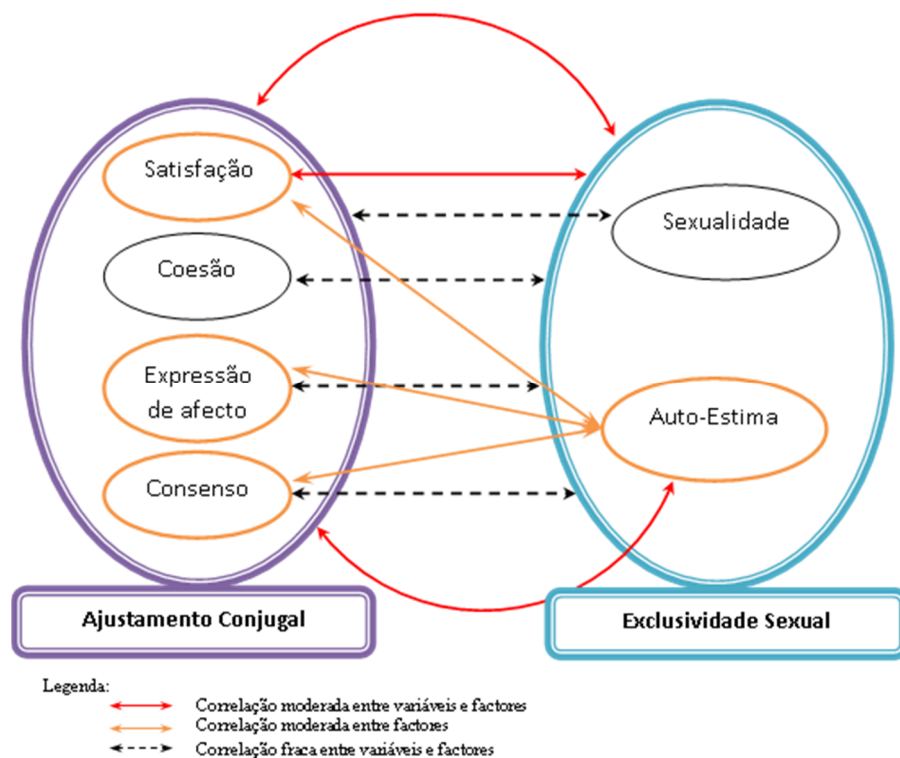 Satisfação
Sexualidade
Coesão
Expressão
de afecto
Auto-Estima
Consenso
Ajustamento Conjugal
Exclusividade Sexual
Legenda:
Correlação moderada entre variáveis e factores
Correlação moderada entre factores
Correlação fraca entre variáveis e factores